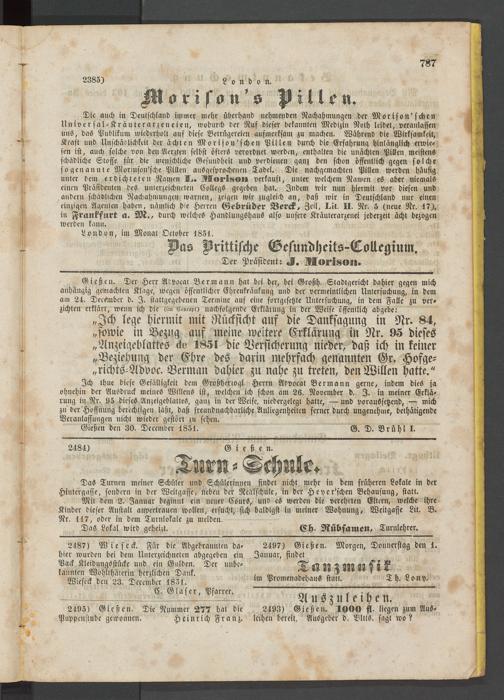 787
2385) London.
Morison's Pillen.
Die auch in Deutschland immer mehr überhand nehmenden Nachahmungen der Morison'schen
Universal-Kräuterarzeneien, wodurch der Ruf dieser bekannten Medizin Noth leidet, veranlassen
uns, das Publikum wiederholt auf diese Betrügereien aufmerksam zu machen. Während die Wirksamkeit,
Kraft und Unschädlichkeit der ächten Morison'schen Pillen durch die Erfahrung hinlänglich erwie-
sen ist, und solche von den Aerzten selbst öfters verordnet werden, enthalten die unächten Pillen meistens
schädliche Stoffe für die menschliche Gesundheit und verdienen ganz den schon öffentlich gegen solche
sogenannte Morison'sche Pillen ausgesprochenen Tadel. Die nachgemachten Pillen werden häufig
unter dem erdichteten Namen L. Morison verkauft, unter welchem Namen es aber niemals
einen Präsidenten des unterzeichneten Collegs gegeben hat. Indem wir nun hiermit vor diesen und
andern schädlichen Nachahmungen warnen, zeigen wir zugleich an, daß wir in Deutschland nur einen
einzigen Agenten haben, nämlich die Herren Gebrüder Berck, Zeil, Lit. H. Nr. 5 (neue Nr. 17),
in Frankfurt a. M., durch welches Handlungshaus also unsere Kräuterarzenei jederzeit ächt bezogen
werden kann.
London, im Monat October 1851.
Das Brittische Gesundheits-Collegium.
Der Präsident: J. Morison.
Gießen. Der Herr Advocat Bermann hat bei der, bei Großh. Stadtgericht dahier gegen mich
anhängig gemachten Klage, wegen öffentlicher Ehrenkränkung und der vermeintlichen Untersuchung, in dem
am 24. December d. J. stattgegebenen Termine auf eine fortgesetzte Untersuchung, in dem Falle zu ver-
zichten erklärt, wenn ich die nachfolgende Erklärung in der Weise öffentlich abgebe:
„Ich lege hiermit mit Rücksicht auf die Danksagung in Nr. 84,
„sowie in Bezug auf meine weitere Erklärung in Nr. 95 dieses
„Anzeigeblattes de 1851 die Versicherung nieder, daß ich in keiner
„Beziehung der Ehre des darin mehrfach genannten Gr. Hofge-
„richts-Advoc. Berman dahier zu nahe zu treten, den Willen hatte."
Ich thue diese Gefälligkeit dem Großherzogl. Herrn Advocat Bermann gerne, indem dies ja
ohnehin der Ausdruck meines Willens ist, welchen ich schon am 26. November d. J. in meiner Erklä-
rung in Nr. 95 dieses Anzeigeblattes, ganz in der Weise, niedergelegt hatte, — und voraussetzend, — mich
zu der Hoffnung berechtigen läßt, daß freundnachbarliche Anliegenheiten ferner durch ungenehme, bethätigende
Veranlassungen nicht wieder gestört zu sehen.
Gießen den 30. December 1851. G. D. Brühl I.
2484) Gießen.
Turn-Schule.
Das Turnen meiner Schüler und Schülerinnen findet nicht mehr in dem früheren Lokale in der
Hintergasse, sondern in der Weitgasse, neben der Realschule, in der Heyer'schen Behausung, statt.
Mit dem 2. Januar beginnt ein neuer Cours, und es werden die verehrten Eltern, welche ihre
Kinder dieser Anstalt anvertrauen wollen, ersucht, sich baldigst in meiner Wohnung, Weitgasse Lit. B.
Nr. 117, oder in dem Turnlokale zu melden.
Das Lokal wird geheizt. Ch. Rübsamen, Turnlehrer.
2487) Wieseck. Für die Abgebrannten da-
hier wurden bei dem Unterzeichneten abgegeben ein
Pack Kleidungsstücke und ein Gulden. Der unbe-
kannten Wohlthäterin herzlichen Dank.
Wieseck den 23. December 1851.
C. Glaser, Pfarrer.
2495) Gießen. Die Nummer 277 hat die
Puppenstube gewonnen. Heinrich Franz.
2497) Gießen. Morgen, Donnerstag den 1.
Januar, findet
Tanzmusik
im Promenadehaus statt. Th. Lony.
Auszuleihen.
2493) Gießen. 1000 fl. liegen zum Aus-
leihen bereit. Ausgeber d. Bltts. sagt wo?